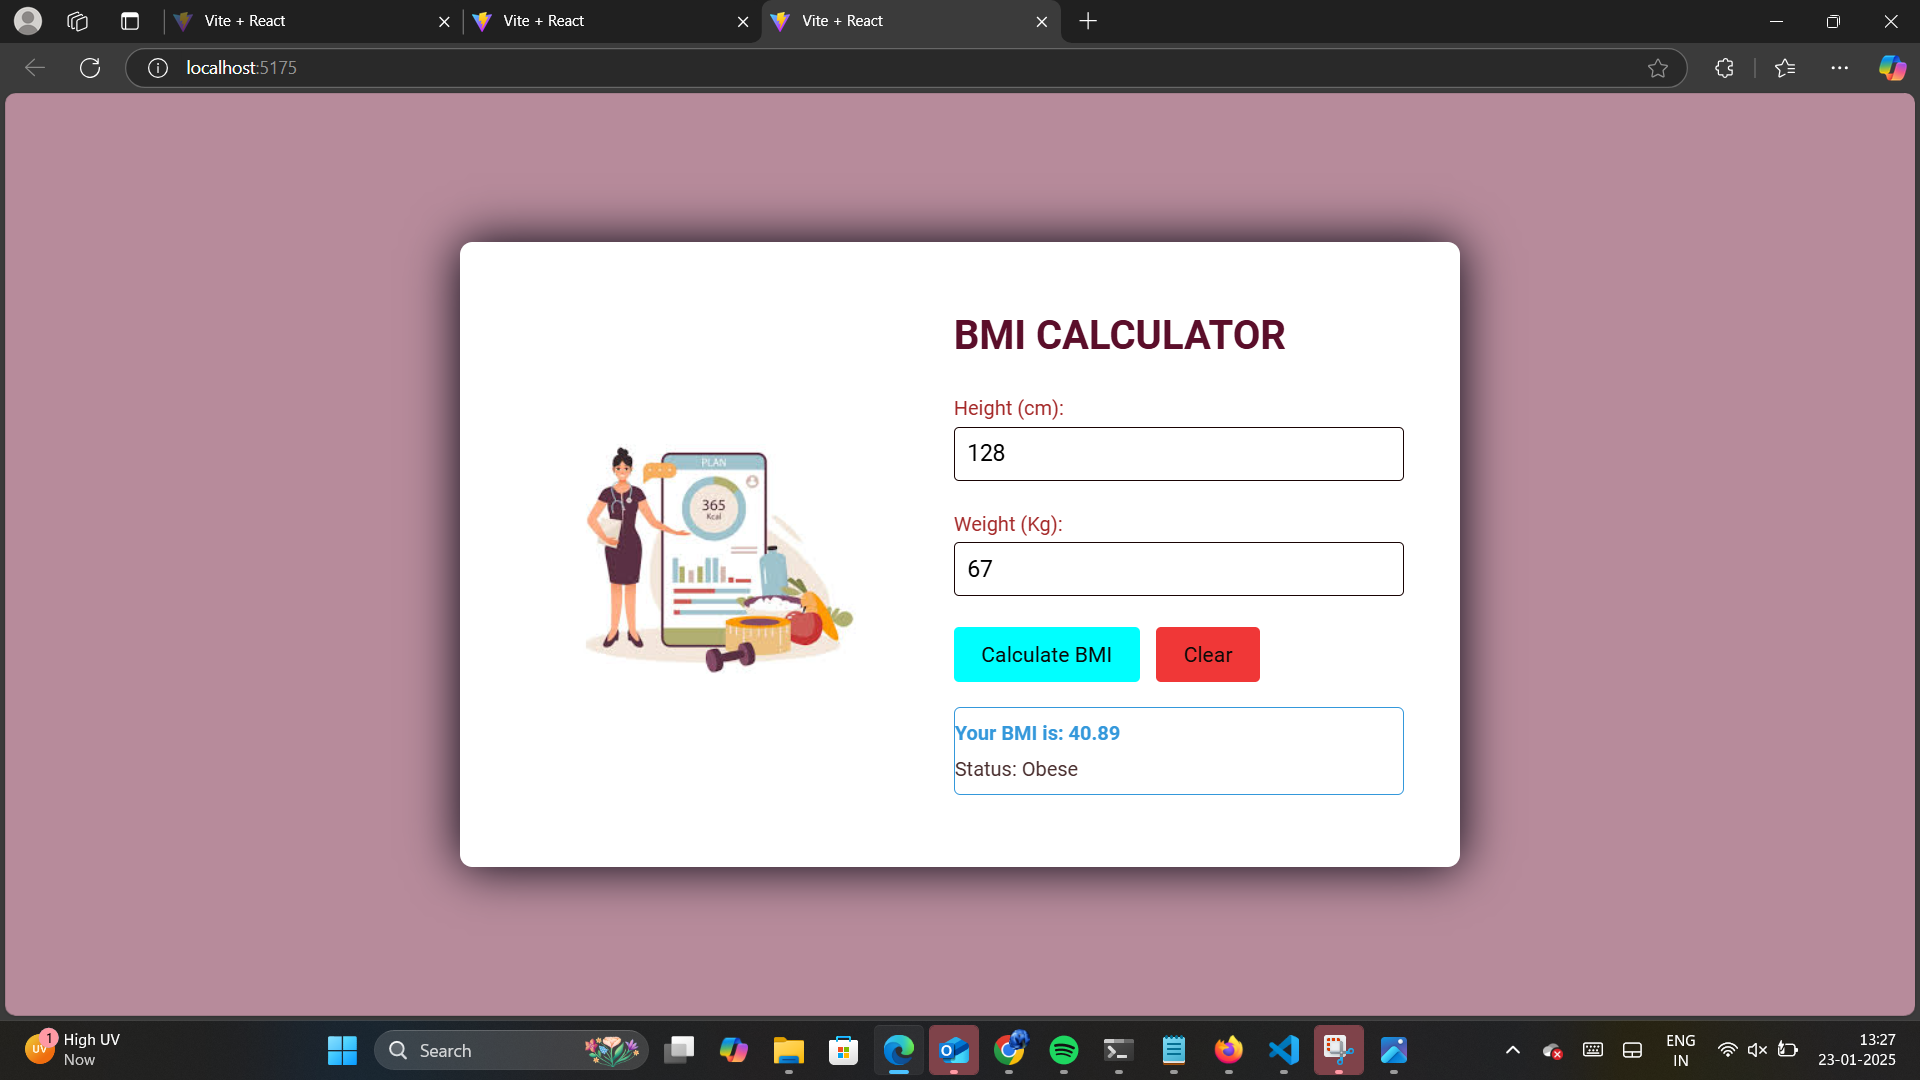 Vite + React
Vite + React
Vite + React
localhost:5175
BMI CALCULATOR
Height (cm):
128
PLAN
365
Kcal
Weight (Kg):
67
Calculate BMI
Clear
Your BMI is: 40.89
Status: Obese
UV
1
High UV
Now
Search
ENG
IN
13:27
23-01-2025